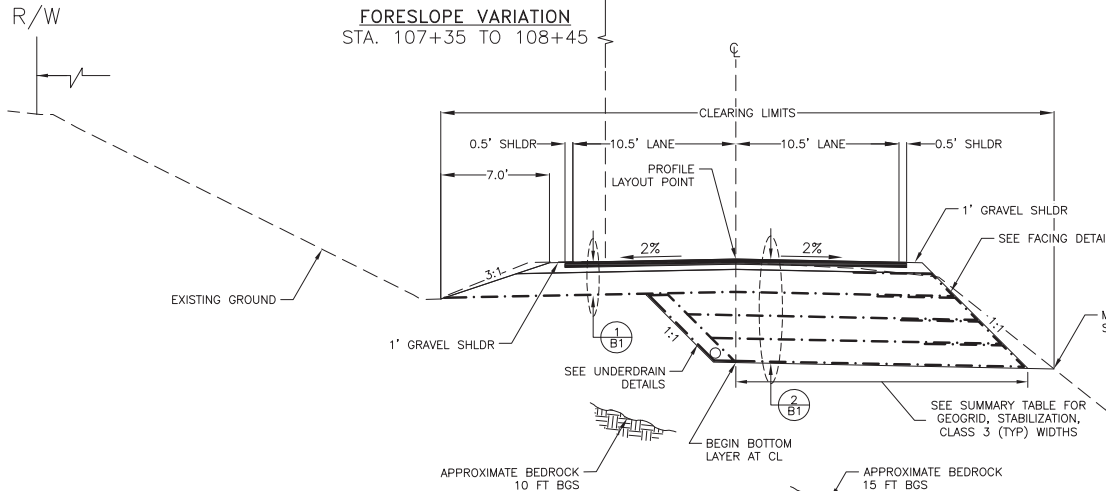 R/W
FORESLOPE VARIATION
STA. 107+35 TO 108+45
℄
CLEARING LIMITS
0.5' SHLDR
10.5' LANE
10.5' LANE
0.5' SHLDR
7.0'
PROFILE
LAYOUT POINT
1' GRAVEL SHLDR
SEE FACING DETAI
2%
2%
3:1
EXISTING GROUND
1:1
1' GRAVEL SHLDR
1
B1
1:1
SEE UNDERDRAIN
DETAILS
2
B1
M
S
SEE SUMMARY TABLE FOR
GEOGRID, STABILIZATION,
CLASS 3 (TYP) WIDTHS
BEGIN BOTTOM
LAYER AT CL
APPROXIMATE BEDROCK
10 FT BGS
APPROXIMATE BEDROCK
15 FT BGS